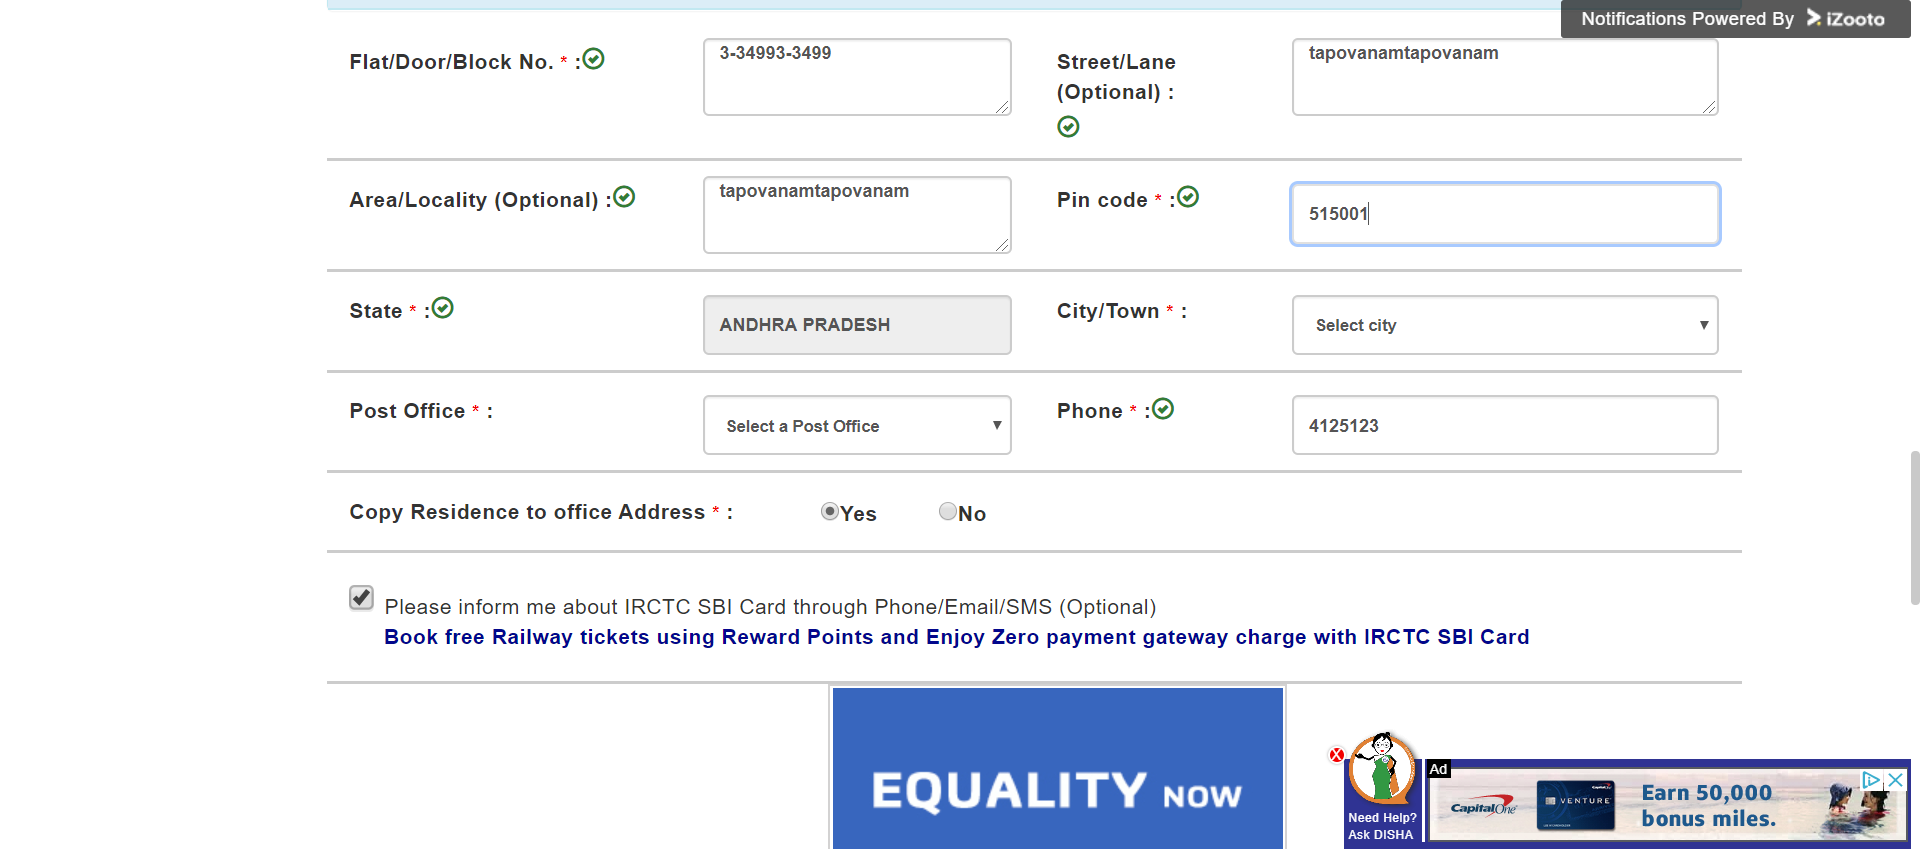 Notifications Powered By iZooto
Flat/Door/Block No. * :
3-34993-3499
Street/Lane
(Optional) :
tapovanamtapovanam
Area/Locality (Optional) :
tapovanamtapovanam
Pin code * :
515001
State * :
ANDHRA PRADESH
City/Town * :
Select city
Post Office * :
Select a Post Office
Phone * :
4125123
Copy Residence to office Address * :
Yes
No
Please inform me about IRCTC SBI Card through Phone/Email/SMS (Optional)
Book free Railway tickets using Reward Points and Enjoy Zero payment gateway charge with IRCTC SBI Card
EQUALITY NOW
X
Need Help?
Ask DISHA
Ad
Capital One
Capital One
VENTURE
Earn 50,000
bonus miles.